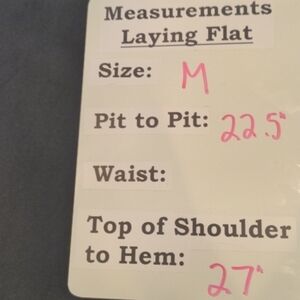 Measurements
Laying Flat
Size: M
Pit to Pit: 22.5"
Waist:
Top of Shoulder
to Hem: 27"